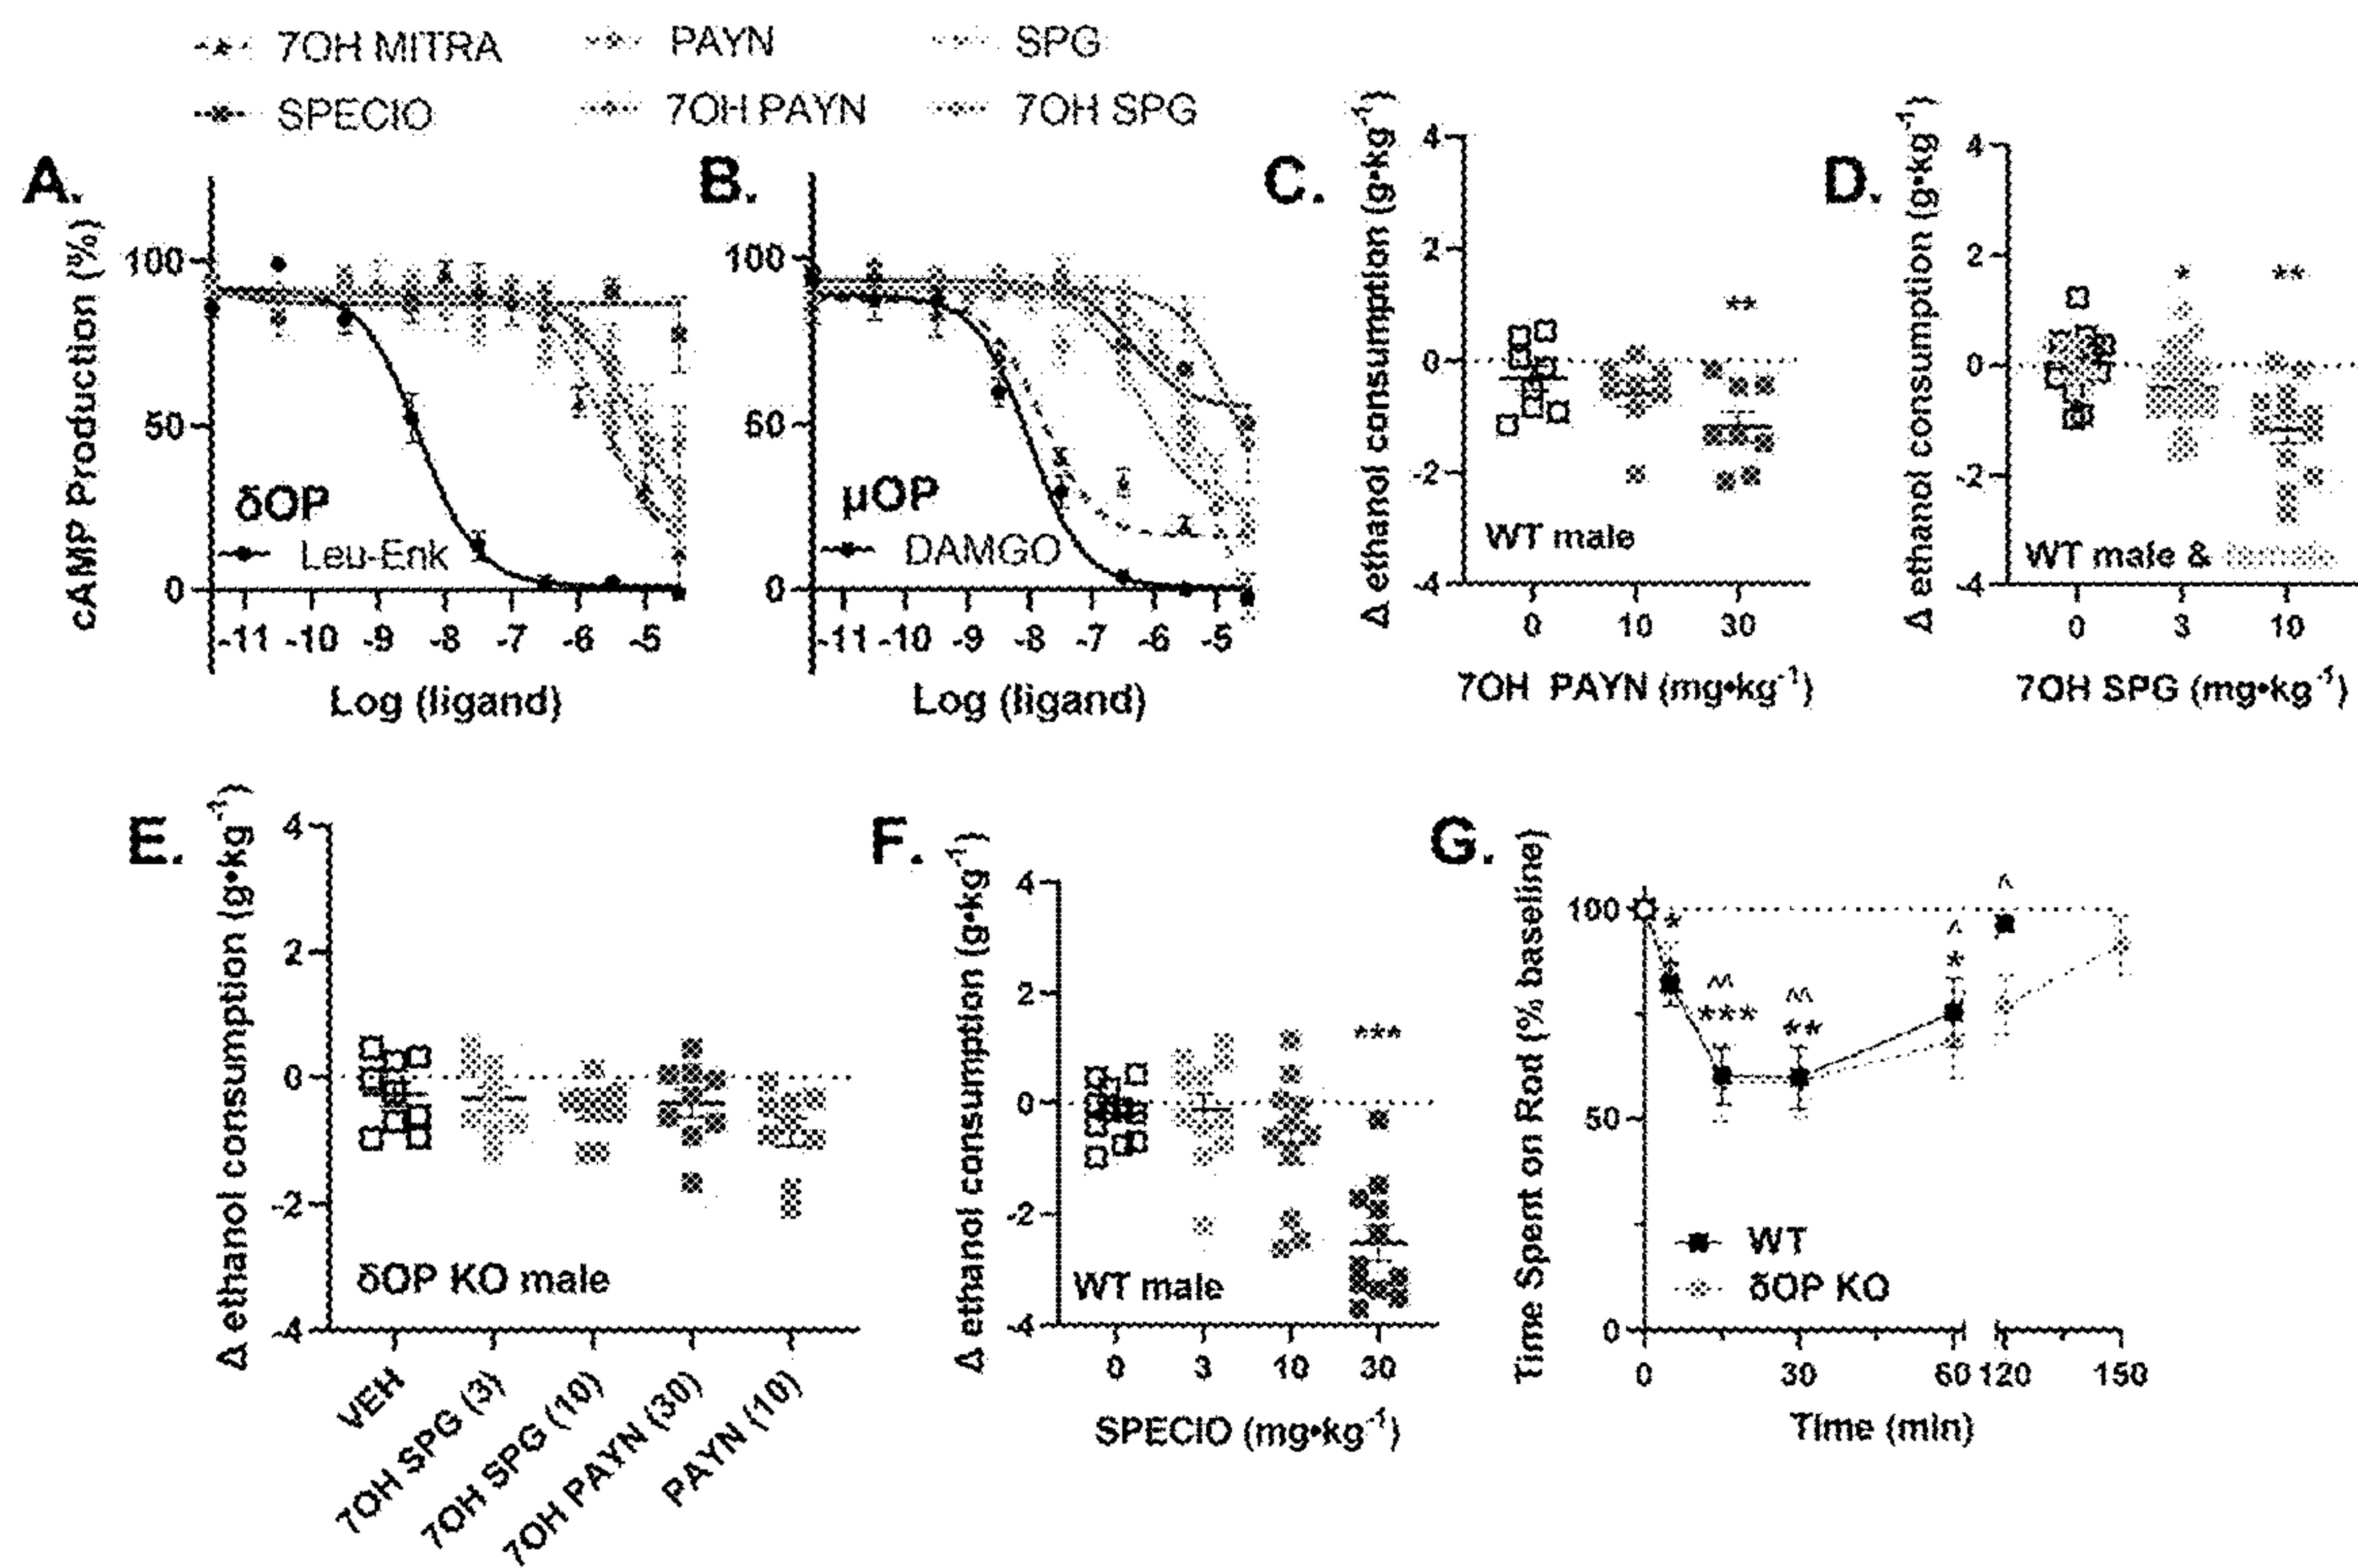 7OH MITRA PAYN SPG
SPECIO 7OH PAYN 7OH SPG
A.
cAMP Production (%)
100
50
0
δOP
Leu-Enk
-11 -10 -9 -8 -7 -6 -5
Log (ligand)
B.
100
50
0
μOP
DAMGO
-11 -10 -9 -8 -7 -6 -5
Log (ligand)
C.
Δ ethanol consumption (g•kg-1)
4
2
0
-2
-4
**
WT male
0 10 30
7OH PAYN (mg•kg-1)
D.
Δ ethanol consumption (g•kg-1)
4
2
0
-2
-4
* **
WT male &
0 3 10
7OH SPG (mg•kg-1)
E.
Δ ethanol consumption (g•kg-1)
4
2
0
-2
-4
δOP KO male
VEH
7OH SPG (3)
7OH SPG (10)
7OH PAYN (30)
PAYN (10)
F.
Δ ethanol consumption (g•kg-1)
4
2
0
-2
-4
***
WT male
0 3 10 30
SPECIO (mg•kg-1)
G.
Time Spent on Rod (% baseline)
100
50
0
^
* ^
^^ ^^ *
*** **
WT
δOP KO
0 30 60 120 150
Time (min)